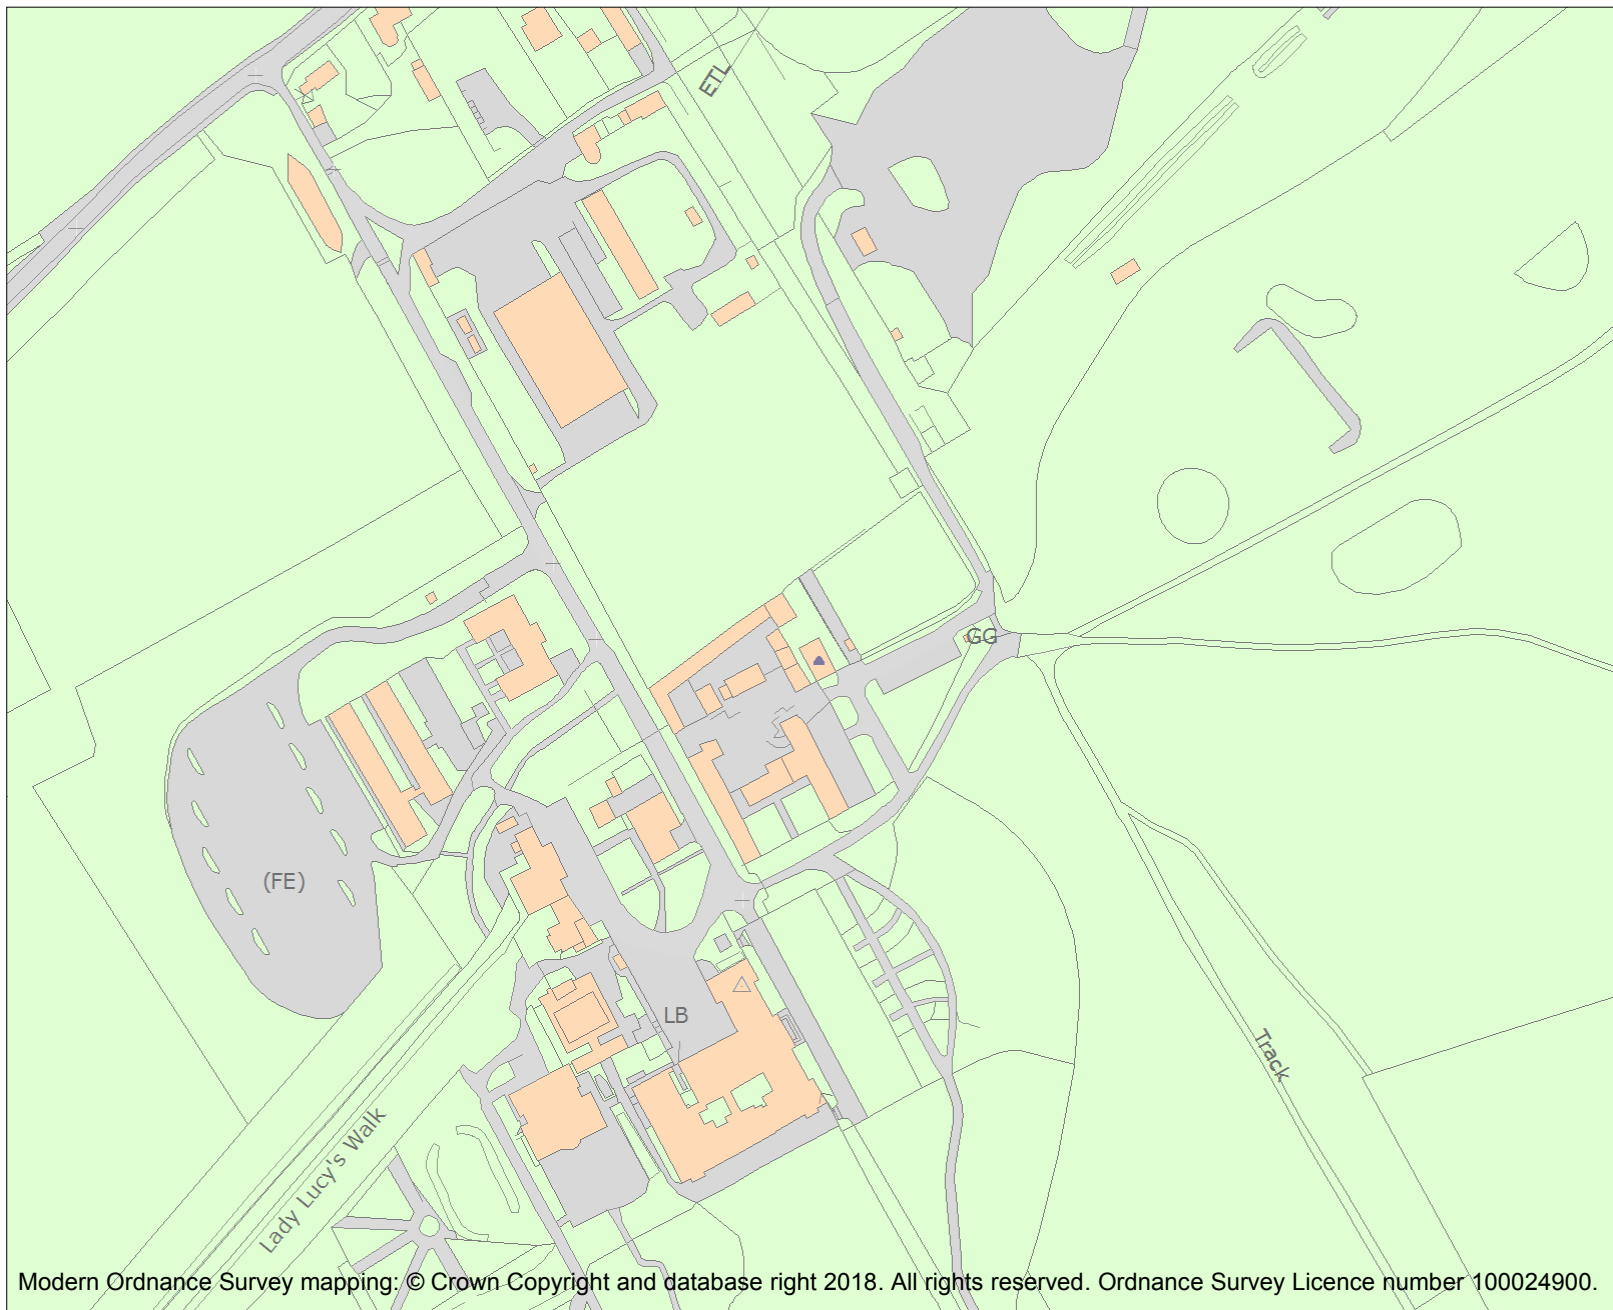 ETL
GG
(FE)
LB
Track
Lady Lucy's Walk
Modern Ordnance Survey mapping: © Crown Copyright and database right 2018. All rights reserved. Ordnance Survey Licence number 100024900.